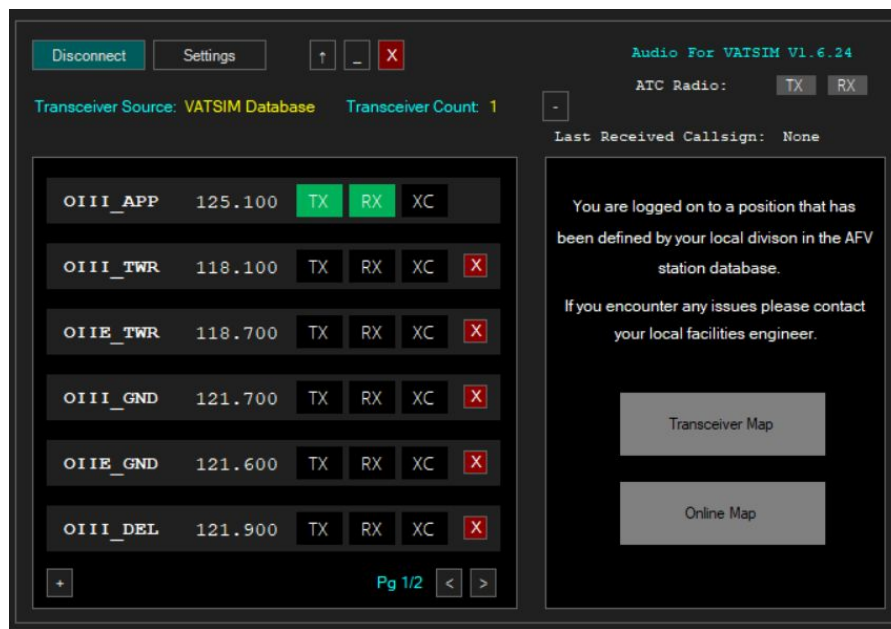 Disconnect Settings ↑ _ X
Audio For VATSIM V1.6.24
ATC Radio: TX RX
Transceiver Source: VATSIM Database Transceiver Count: 1
-
Last Received Callsign: None
OIII_APP 125.100 TX RX XC
OIII_TWR 118.100 TX RX XC X
OIIE_TWR 118.700 TX RX XC X
OIII_GND 121.700 TX RX XC X
OIIE_GND 121.600 TX RX XC X
OIII_DEL 121.900 TX RX XC X
+ Pg 1/2 < >
You are logged on to a position that has
been defined by your local divison in the AFV
station database.
If you encounter any issues please contact
your local facilities engineer.
Transceiver Map
Online Map